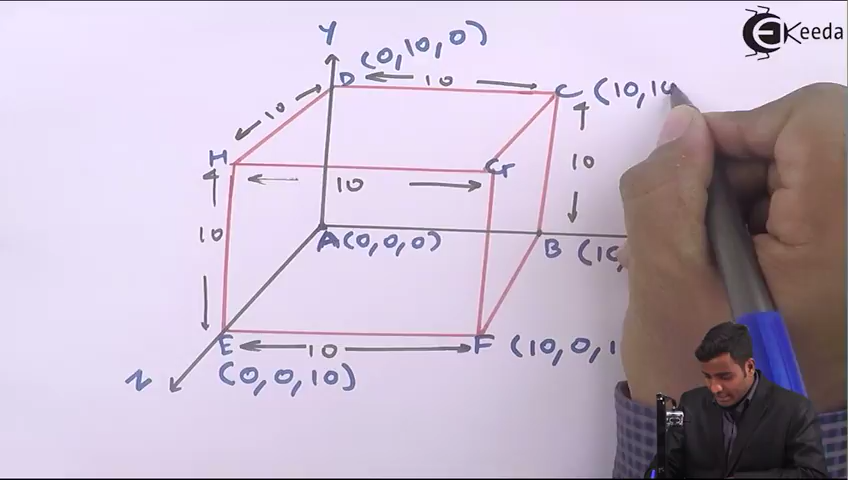 Keeda
Y
(0,10,0)
D 10 C (10,10
10
H G
10 10
10
A(0,0,0) B (10,
E 10 F (10,0,1
Z (0,0,10)